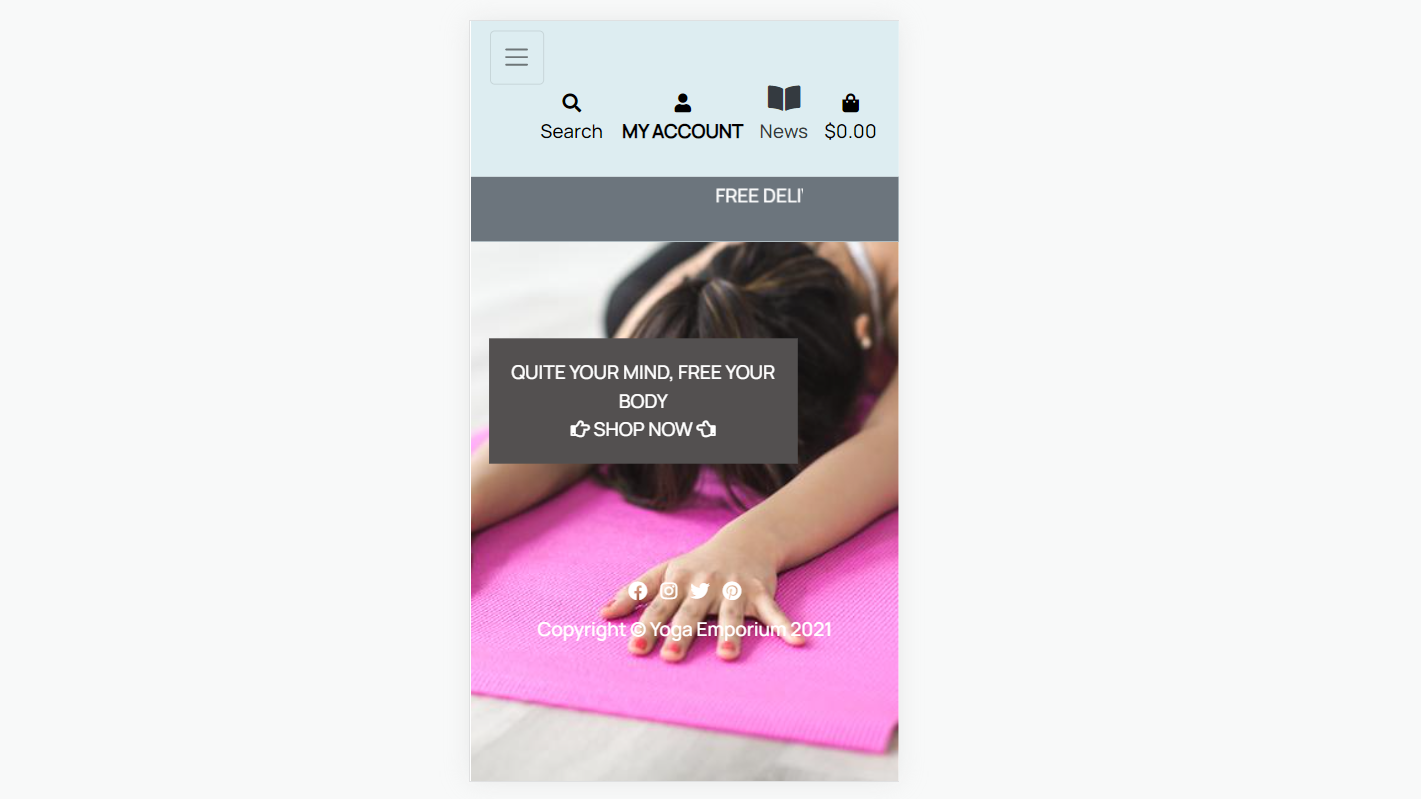 Search
MY ACCOUNT
News
$0.00
FREE DELI
QUITE YOUR MIND, FREE YOUR
BODY
SHOP NOW
Copyright © Yoga Emporium 2021